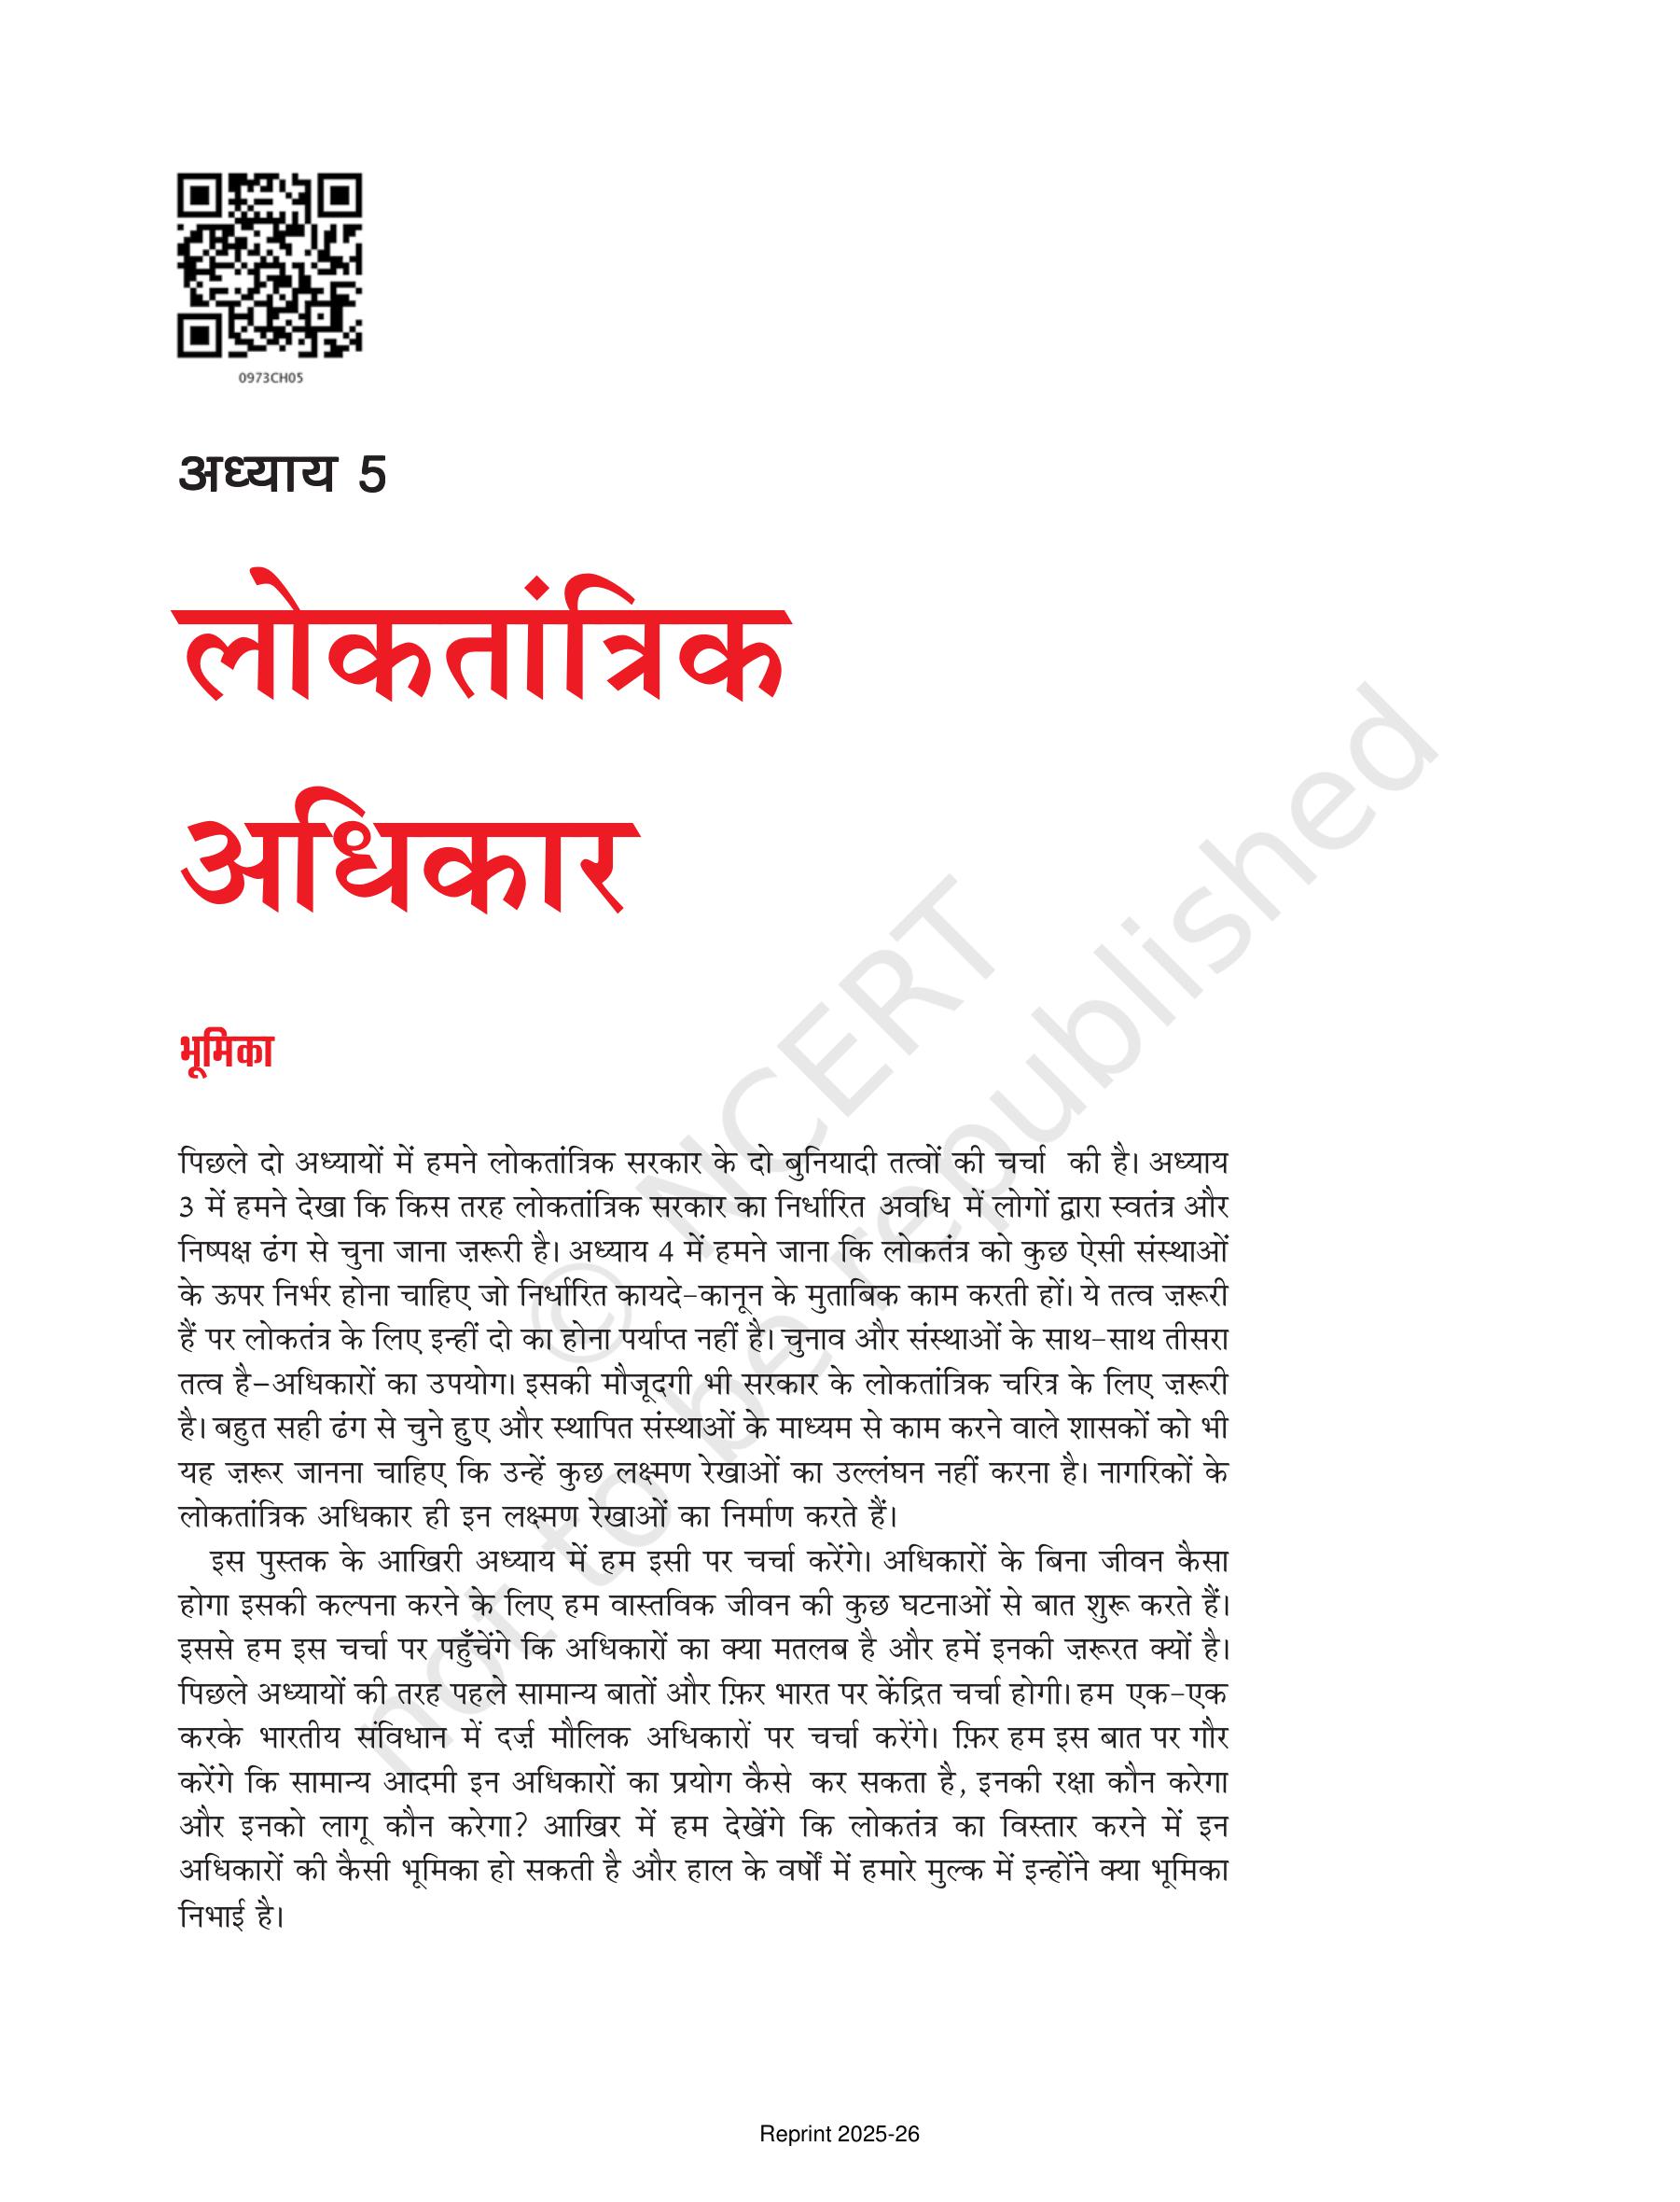 0973CH05
अध्याय 5
लोकतांत्रिक
अधिकार
भूमिका
पिछले दो अध्यायों में हमने लोकतांत्रिक सरकार के दो बुनियादी तत्वों की चर्चा की है। अध्याय
3 में हमने देखा कि किस तरह लोकतांत्रिक सरकार का निर्धारित अवधि में लोगों द्वारा स्वतंत्र और
निष्पक्ष ढंग से चुना जाना ज़रूरी है। अध्याय 4 में हमने जाना कि लोकतंत्र को कुछ ऐसी संस्थाओं
के ऊपर निर्भर होना चाहिए जो निर्धारित कायदे-कानून के मुताबिक काम करती हों। ये तत्व ज़रूरी
हैं पर लोकतंत्र के लिए इन्हीं दो का होना पर्याप्त नहीं है। चुनाव और संस्थाओं के साथ-साथ तीसरा
तत्व है–अधिकारों का उपयोग। इसकी मौजूदगी भी सरकार के लोकतांत्रिक चरित्र के लिए ज़रूरी
है। बहुत सही ढंग से चुने हुए और स्थापित संस्थाओं के माध्यम से काम करने वाले शासकों को भी
यह ज़रूर जानना चाहिए कि उन्हें कुछ लक्ष्मण रेखाओं का उल्लंघन नहीं करना है। नागरिकों के
लोकतांत्रिक अधिकार ही इन लक्ष्मण रेखाओं का निर्माण करते हैं।
इस पुस्तक के आखिरी अध्याय में हम इसी पर चर्चा करेंगे। अधिकारों के बिना जीवन कैसा
होगा इसकी कल्पना करने के लिए हम वास्तविक जीवन की कुछ घटनाओं से बात शुरू करते हैं।
इससे हम इस चर्चा पर पहुँचेंगे कि अधिकारों का क्या मतलब है और हमें इनकी ज़रूरत क्यों है।
पिछले अध्यायों की तरह पहले सामान्य बातों और फ़िर भारत पर केंद्रित चर्चा होगी। हम एक-एक
करके भारतीय संविधान में दर्ज़ मौलिक अधिकारों पर चर्चा करेंगे। फ़िर हम इस बात पर गौर
करेंगे कि सामान्य आदमी इन अधिकारों का प्रयोग कैसे कर सकता है, इनकी रक्षा कौन करेगा
और इनको लागू कौन करेगा? आखिर में हम देखेंगे कि लोकतंत्र का विस्तार करने में इन
अधिकारों की कैसी भूमिका हो सकती है और हाल के वर्षों में हमारे मुल्क में इन्होंने क्या भूमिका
निभाई है।
© NCERT
not to be republished
Reprint 2025-26